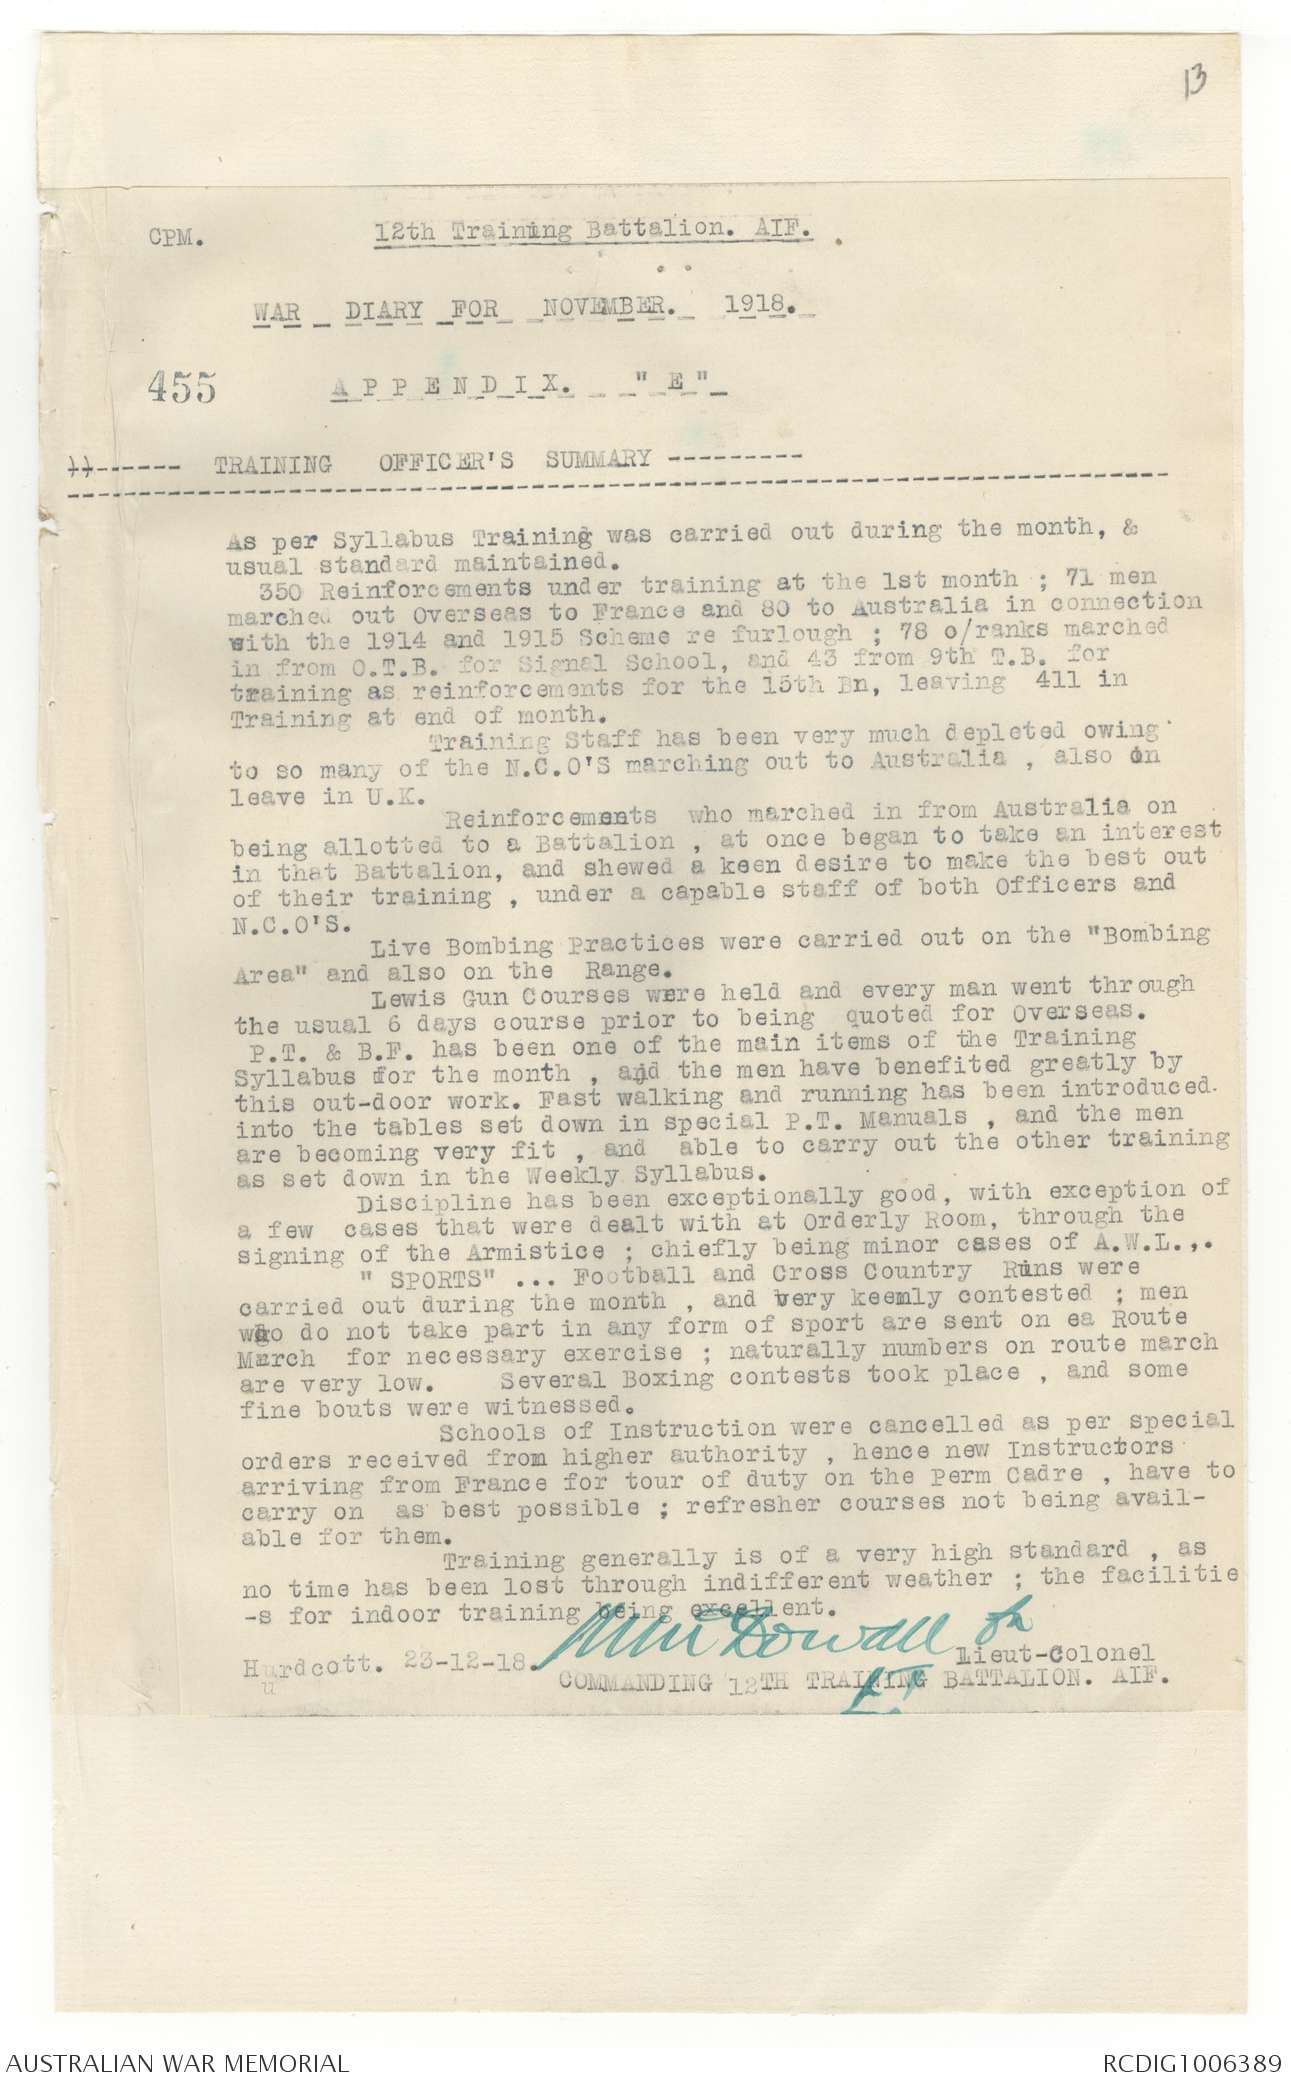 13
CPM.
12th Training Battalion. AIF.
WAR DIARY FOR NOVEMBER. 1918.
455
APPENDIX. "E"
TRAINING OFFICER'S SUMMARY ---------
As per Syllabus Training was carried out during the month, &
usual standard maintained.
350 Reinforcements under training at the 1st month ; 71 men
marched out Overseas to France and 80 to Australia in connection
with the 1914 and 1915 Scheme re furlough ; 78 o/ranks marched
in from O.T.B. for Signal School, and 43 from 9th T.B. for
training as reinforcements for the 15th Bn, leaving 411 in
Training at end of month.
Training Staff has been very much depleted owing
to so many of the N.C.O'S marching out to Australia , also on
leave in U.K.
Reinforcements who marched in from Australia on
being allotted to a Battalion , at once began to take an interest
in that Battalion, and shewed a keen desire to make the best out
of their training , under a capable staff of both Officers and
N.C.O'S.
Live Bombing Practices were carried out on the "Bombing
Area" and also on the Range.
Lewis Gun Courses were held and every man went through
the usual 6 days course prior to being quoted for Overseas.
P.T. & B.F. has been one of the main items of the Training
Syllabus for the month , and the men have benefited greatly by
this out-door work. Fast walking and running has been introduced
into the tables set down in special P.T. Manuals , and the men
are becoming very fit , and able to carry out the other training
as set down in the Weekly Syllabus.
Discipline has been exceptionally good, with exception of
a few cases that were dealt with at Orderly Room, through the
signing of the Armistice ; chiefly being minor cases of A.W.L.,.
" SPORTS" ... Football and Cross Country Runs were
carried out during the month , and very keemly contested ; men
who do not take part in any form of sport are sent on ea Route
March for necessary exercise ; naturally numbers on route march
are very low. Several Boxing contests took place , and some
fine bouts were witnessed.
Schools of Instruction were cancelled as per special
orders received from higher authority , hence new Instructors
arriving from France for tour of duty on the Perm Cadre , have to
carry on as best possible ; refresher courses not being avail-
able for them.
Training generally is of a very high standard , as
no time has been lost through indifferent weather ; the facilitie
-s for indoor training being excellent.
Hurdcott. 23-12-18.
Lieut-Colonel
COMMANDING 12TH TRAINING BATTALION. AIF.
AUSTRALIAN WAR MEMORIAL
RCDIG1006389